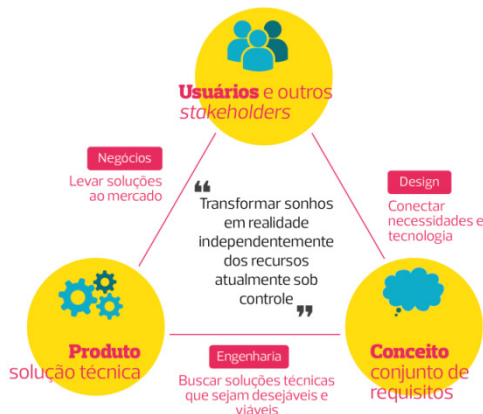 Usuários e outros
stakeholders
Negócios
Levar soluções
ao mercado
Design
Conectar
necessidades e
tecnologia
“
Transformar sonhos
em realidade
independentemente
dos recursos
atualmente sob
controle
”
Produto
solução técnica
Engenharia
Buscar soluções técnicas
que sejam desejáveis e
viáveis
Conceito
conjunto de
requisitos